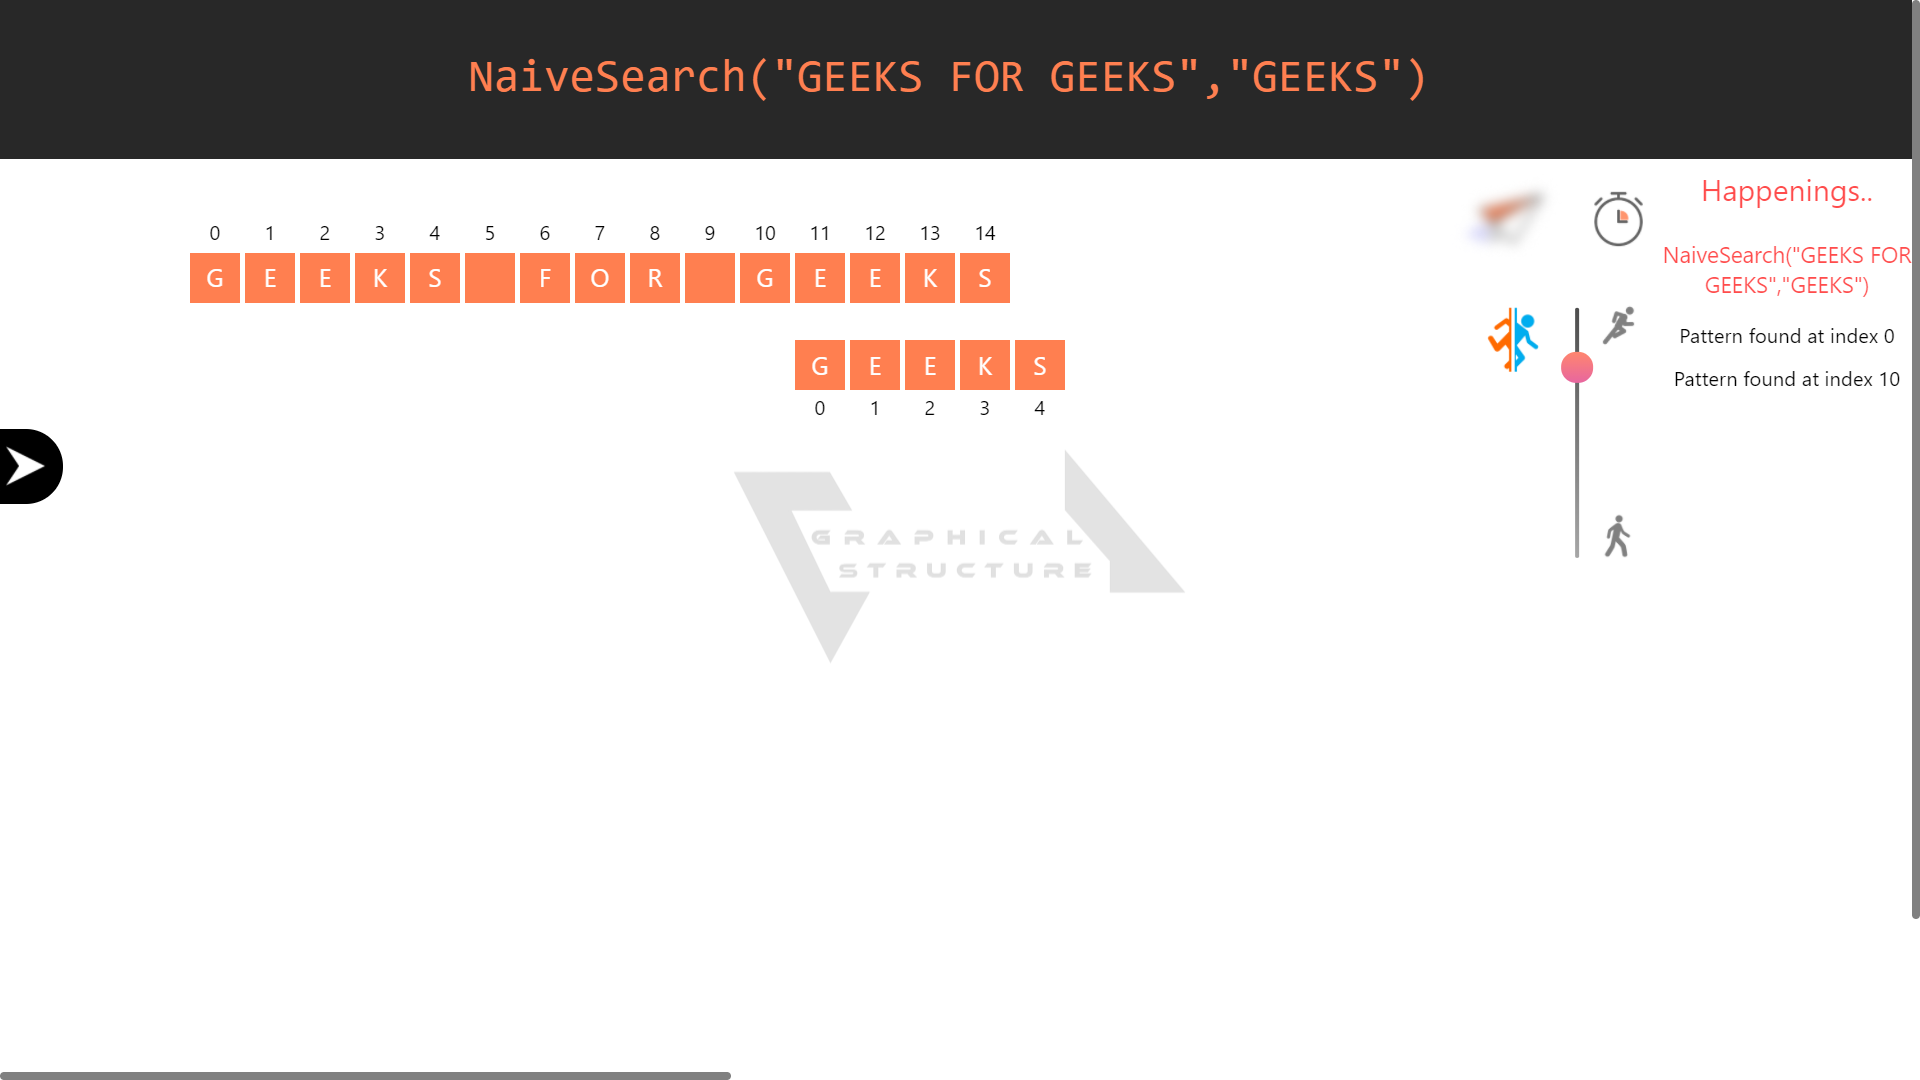 NaiveSearch("GEEKS FOR GEEKS","GEEKS")
Happenings..
0 1 2 3 4 5 6 7 8 9 10 11 12 13 14
G E E K S F O R G E E K S
NaiveSearch("GEEKS FOR
GEEKS","GEEKS")
Pattern found at index 0
Pattern found at index 10
G E E K S
0 1 2 3 4
GRAPHICAL
STRUCTURE